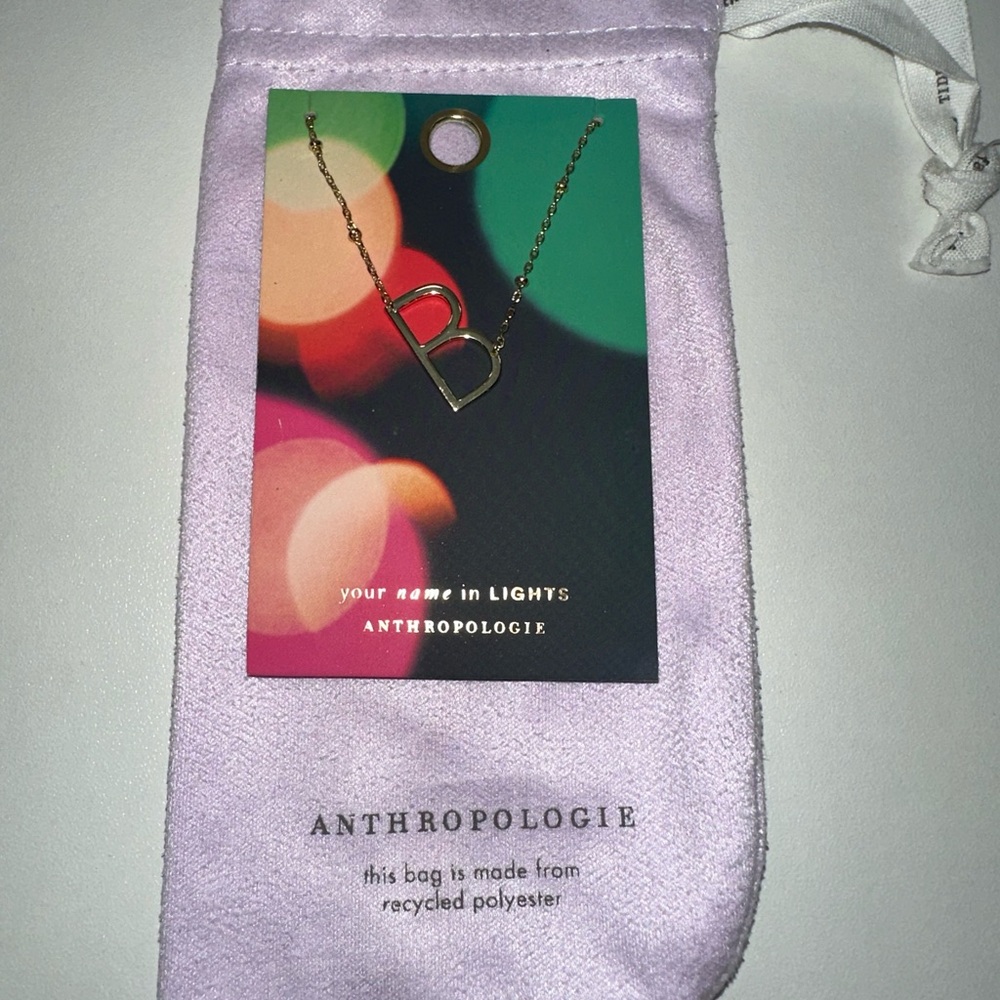 B
your name in LIGHTS
ANTHROPOLOGIE
ANTHROPOLOGIE
this bag is made from
recycled polyester